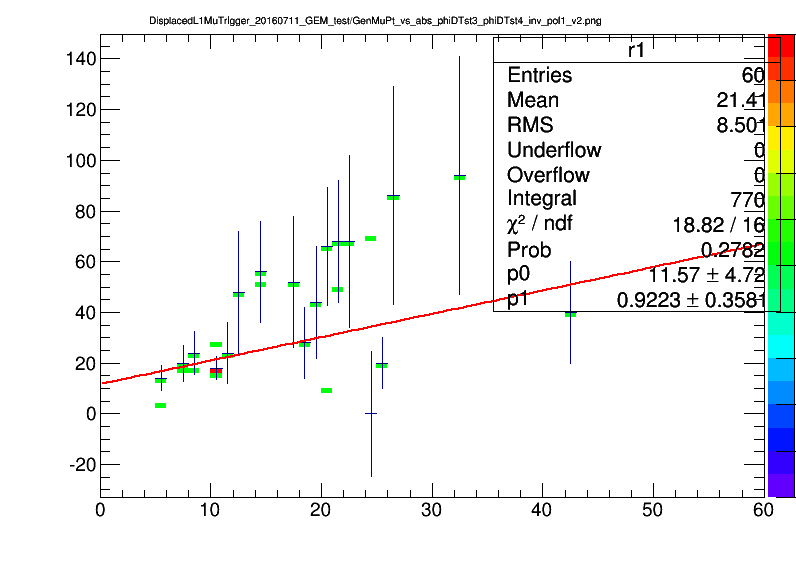 DisplacedL1MuTrIgger_20160711_GEM_test/GenMuPt_vs_abs_phiDTst3_phiDTst4_inv_pol1_v2.png
r1
Entries 60
Mean 21.41
RMS 8.501
Underflow 0
Overflow 0
Integral 770
χ² / ndf 18.82 / 16
Prob 0.2782
p0 11.57 ± 4.72
p1 0.9223 ± 0.3581
140
120
100
80
60
40
20
0
-20
0 10 20 30 40 50 60